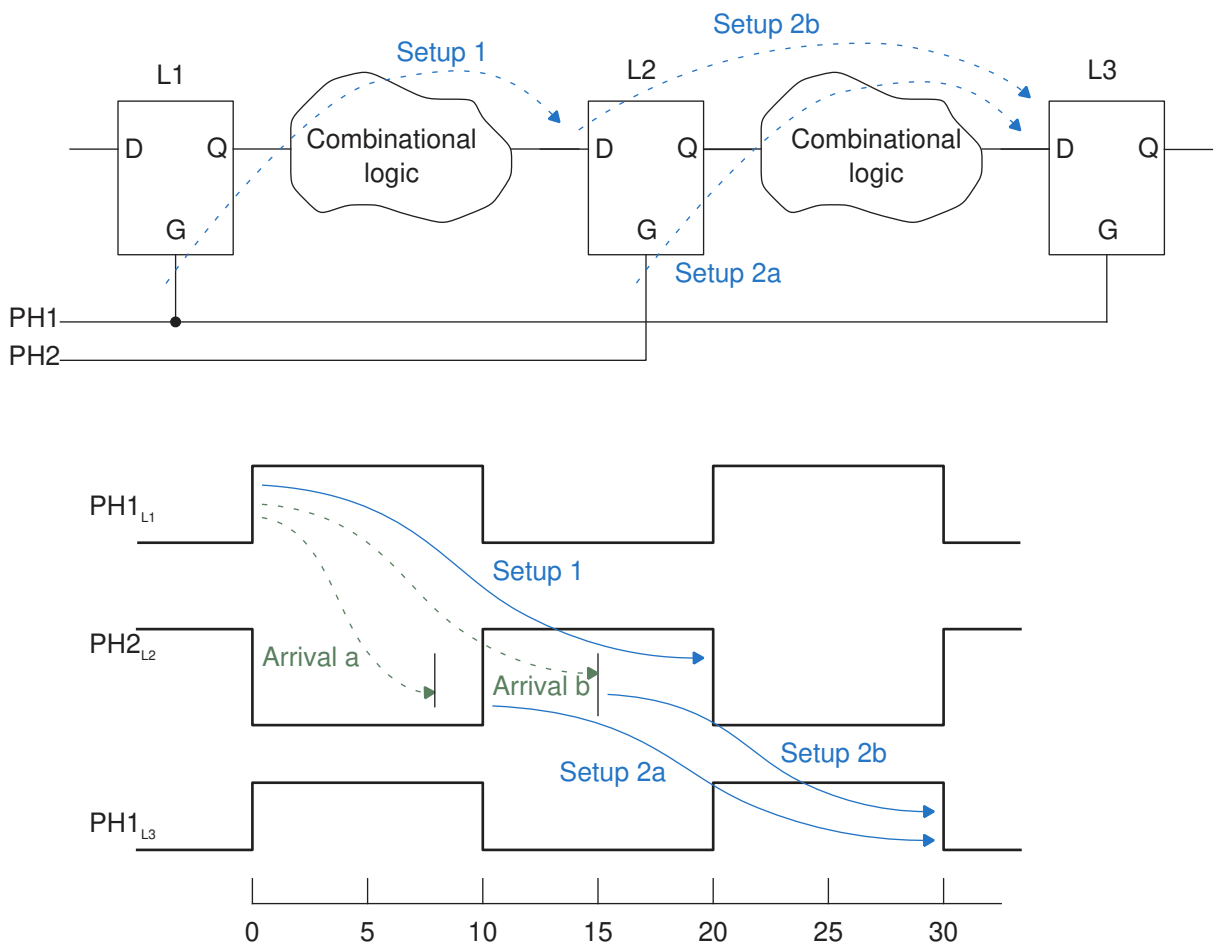 Setup 2b
Setup 1
L1
L2
L3
D Q
Combinational
logic
D Q
Combinational
logic
D Q
G
G
G
Setup 2a
PH1
PH2
PH1L1
Setup 1
PH2L2
Arrival a
Arrival b
Setup 2b
Setup 2a
PH1L3
0 5 10 15 20 25 30